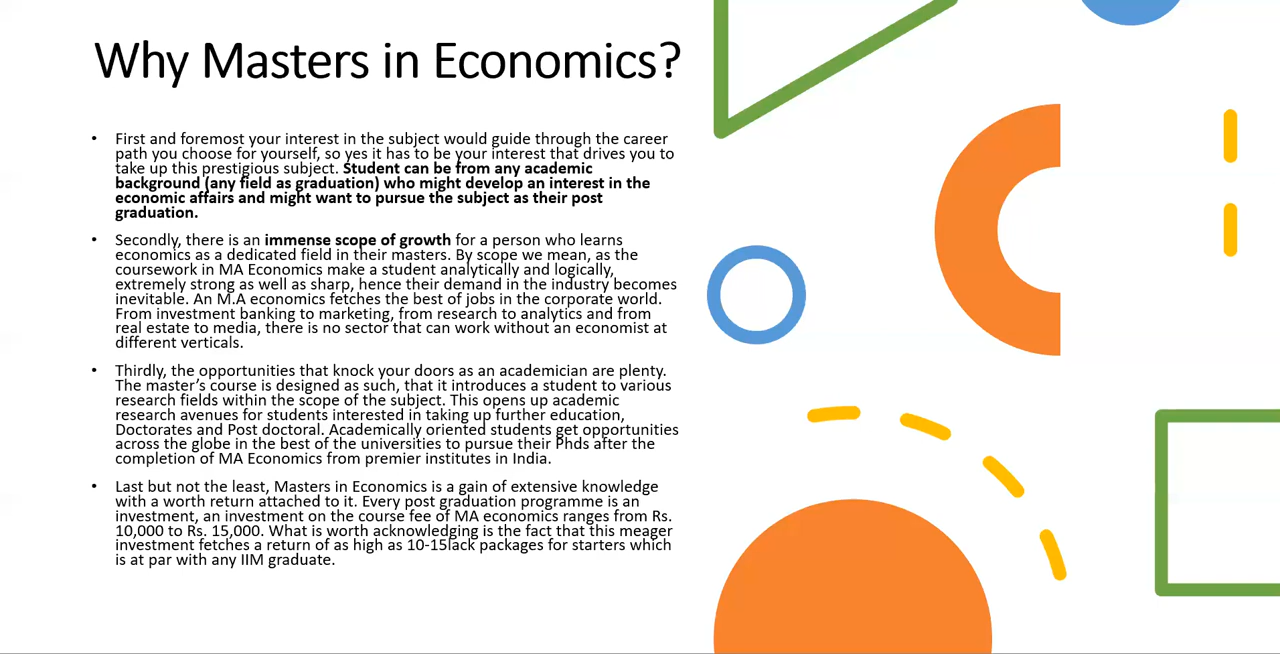 Why Masters in Economics?
• First and foremost your interest in the subject would guide through the career
path you choose for yourself, so yes it has to be your interest that drives you to
take up this prestigious subject. Student can be from any academic
background (any field as graduation) who might develop an interest in the
economic affairs and might want to pursue the subject as their post
graduation.
• Secondly, there is an immense scope of growth for a person who learns
economics as a dedicated field in their masters. By scope we mean, as the
coursework in MA Economics make a student analytically and logically,
extremely strong as well as sharp, hence their demand in the industry becomes
inevitable. An M.A economics fetches the best of jobs in the corporate world.
From investment banking to marketing, from research to analytics and from
real estate to media, there is no sector that can work without an economist at
different verticals.
• Thirdly, the opportunities that knock your doors as an academician are plenty.
The master's course is designed as such, that it introduces a student to various
research fields within the scope of the subject. This opens up academic
research avenues for students interested in taking up further education,
Doctorates and Post doctoral. Academically oriented students get opportunities
across the globe in the best of the universities to pursue their Phds after the
completion of MA Economics from premier institutes in India.
• Last but not the least, Masters in Economics is a gain of extensive knowledge
with a worth return attached to it. Every post graduation programme is an
investment, an investment on the course fee of MA economics ranges from Rs.
10,000 to Rs. 15,000. What is worth acknowledging is the fact that this meager
investment fetches a return of as high as 10-15lack packages for starters which
is at par with any IIM graduate.